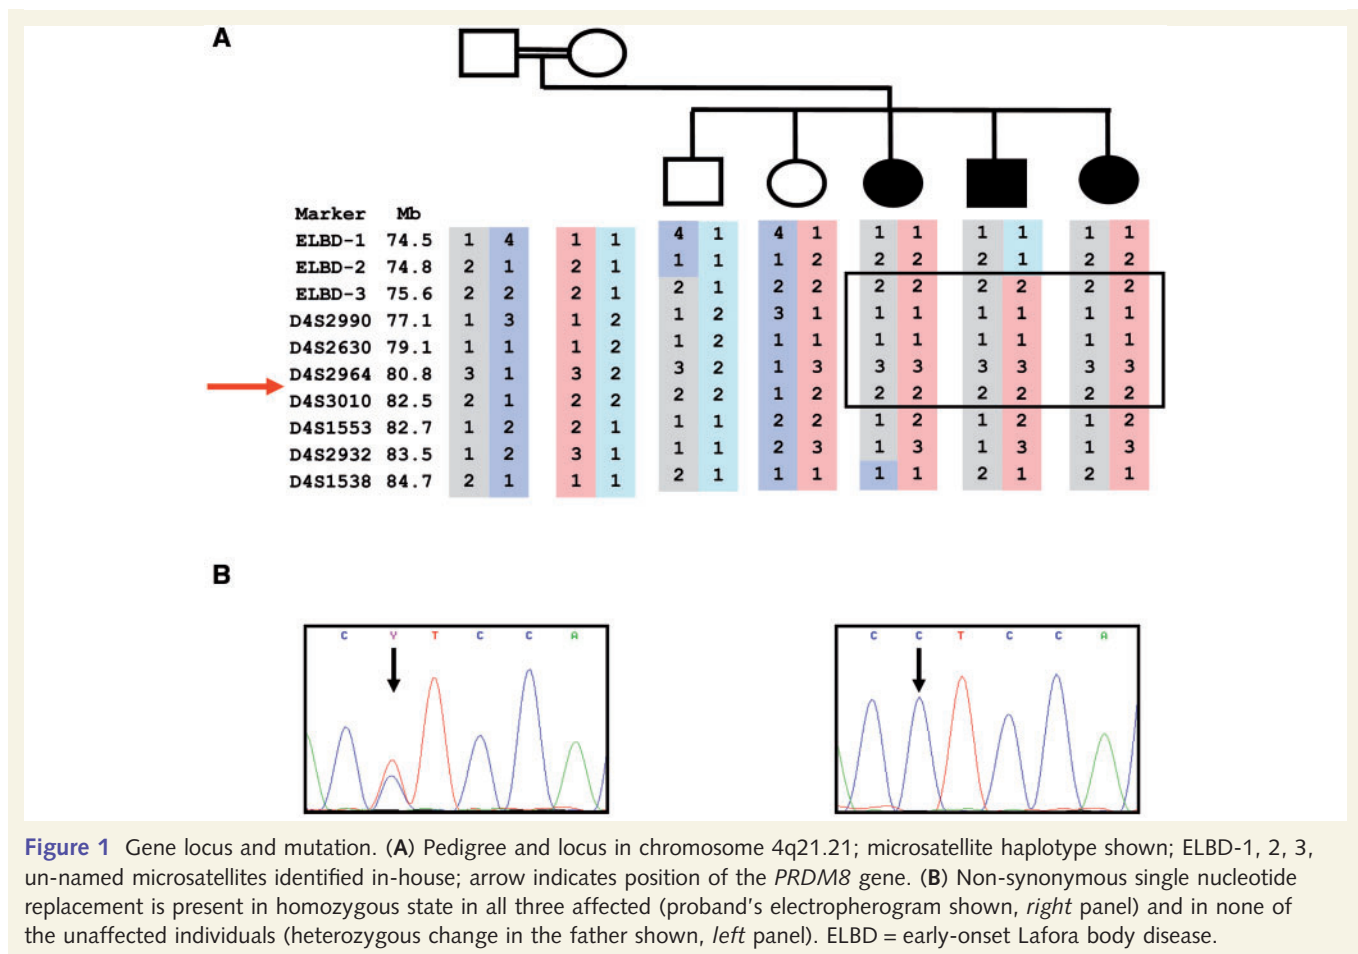 A
Marker Mb
ELBD-1 74.5 1 4 1 1 4 1 4 1 1 1 1 1 1 1
ELBD-2 74.8 2 1 2 1 1 1 1 2 2 2 2 1 2 2
ELBD-3 75.6 2 2 2 1 2 1 2 2 2 2 2 2 2 2
D4S2990 77.1 1 3 1 2 1 2 3 1 1 1 1 1 1 1
D4S2630 79.1 1 1 1 2 1 2 1 1 1 1 1 1 1 1
D4S2964 80.8 3 1 3 2 3 2 1 3 3 3 3 3 3 3
D4S3010 82.5 2 1 2 2 2 2 1 2 2 2 2 2 2 2
D4S1553 82.7 1 2 2 1 1 1 2 2 1 2 1 2 1 2
D4S2932 83.5 1 2 3 1 1 1 2 3 1 3 1 3 1 3
D4S1538 84.7 2 1 1 1 2 1 1 1 1 1 2 1 2 1
B
C Y T C C A
C C T C C A
Figure 1 Gene locus and mutation. (A) Pedigree and locus in chromosome 4q21.21; microsatellite haplotype shown; ELBD-1, 2, 3,
un-named microsatellites identified in-house; arrow indicates position of the PRDM8 gene. (B) Non-synonymous single nucleotide
replacement is present in homozygous state in all three affected (proband's electropherogram shown, right panel) and in none of
the unaffected individuals (heterozygous change in the father shown, left panel). ELBD = early-onset Lafora body disease.